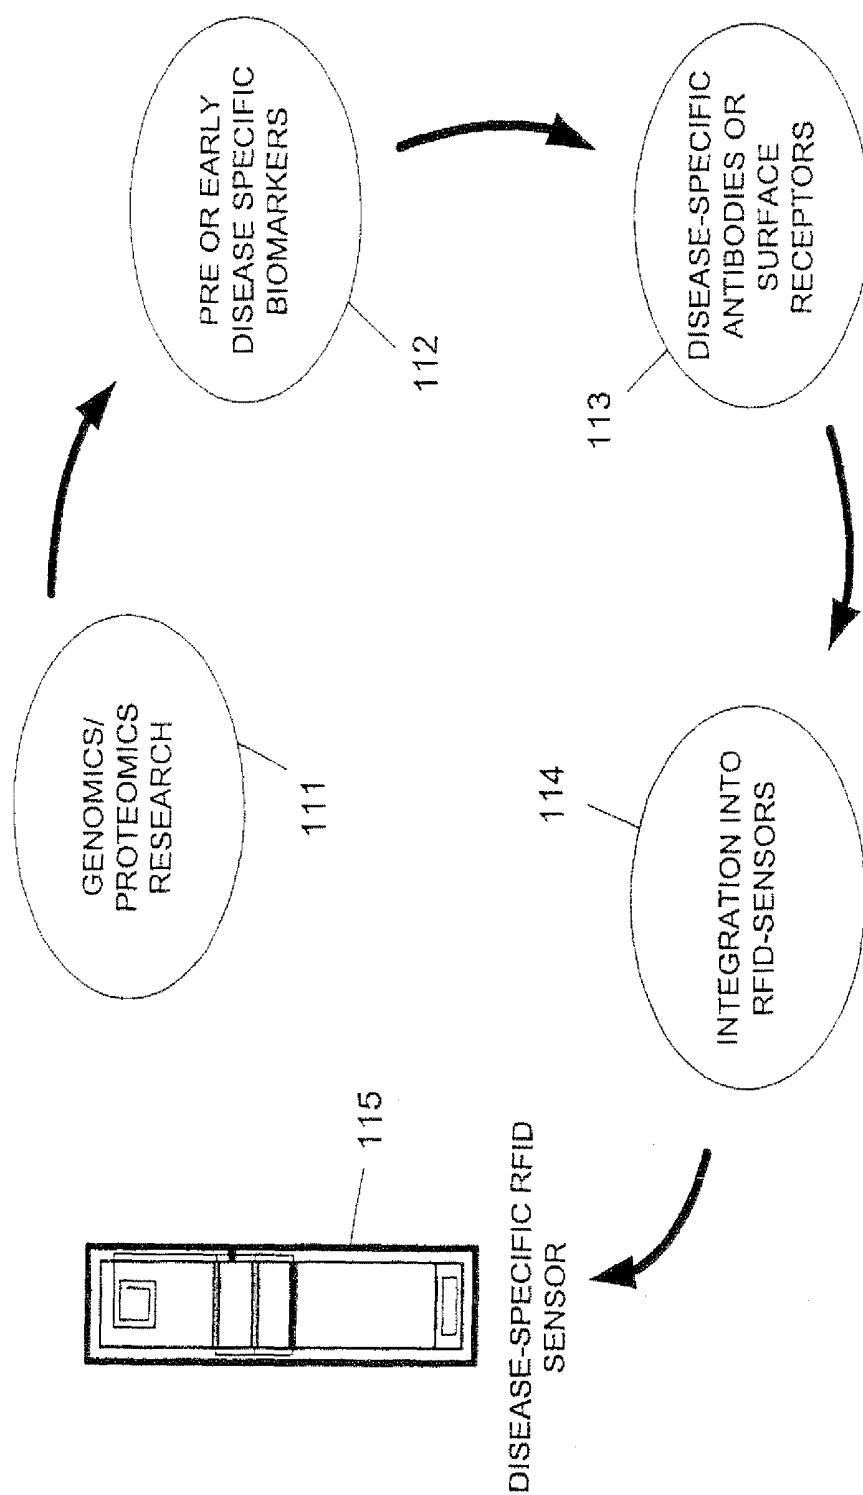 GENOMICS/
PROTEOMICS
RESEARCH
111
PRE OR EARLY
DISEASE SPECIFIC
BIOMARKERS
112
DISEASE-SPECIFIC
ANTIBODIES OR
SURFACE
RECEPTORS
113
INTEGRATION INTO
RFID-SENSORS
114
115
DISEASE-SPECIFIC RFID
SENSOR